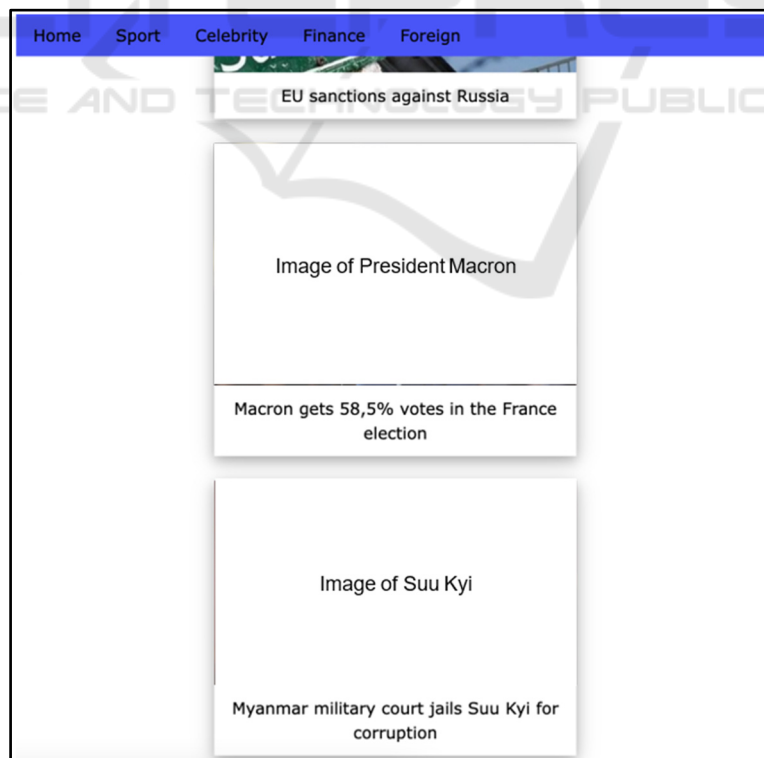 Home Sport Celebrity Finance Foreign
EU sanctions against Russia
Image of President Macron
Macron gets 58,5% votes in the France
election
Image of Suu Kyi
Myanmar military court jails Suu Kyi for
corruption